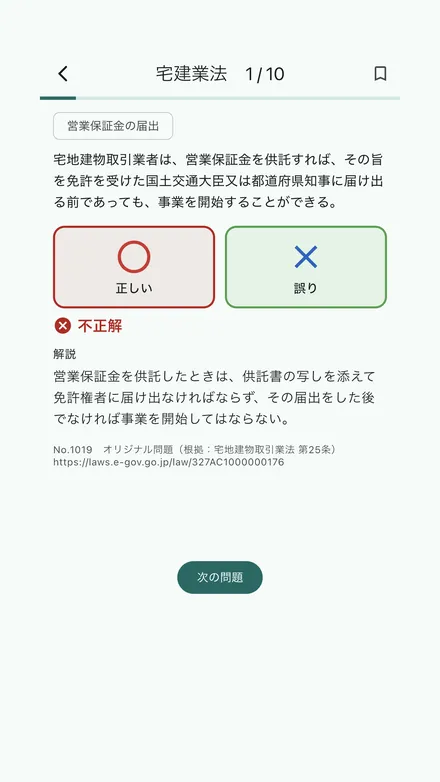 宅建業法 1/10
営業保証金の届出
宅地建物取引業者は、営業保証金を供託すれば、その旨
を免許を受けた国土交通大臣又は都道府県知事に届け出
る前であっても、事業を開始することができる。
正しい
誤り
不正解
解説
営業保証金を供託したときは、供託書の写しを添えて
免許権者に届け出なければならず、その届出をした後
でなければ事業を開始してはならない。
No.1019 オリジナル問題（根拠：宅地建物取引業法 第25条）
https://laws.e-gov.go.jp/law/327AC1000000176
次の問題